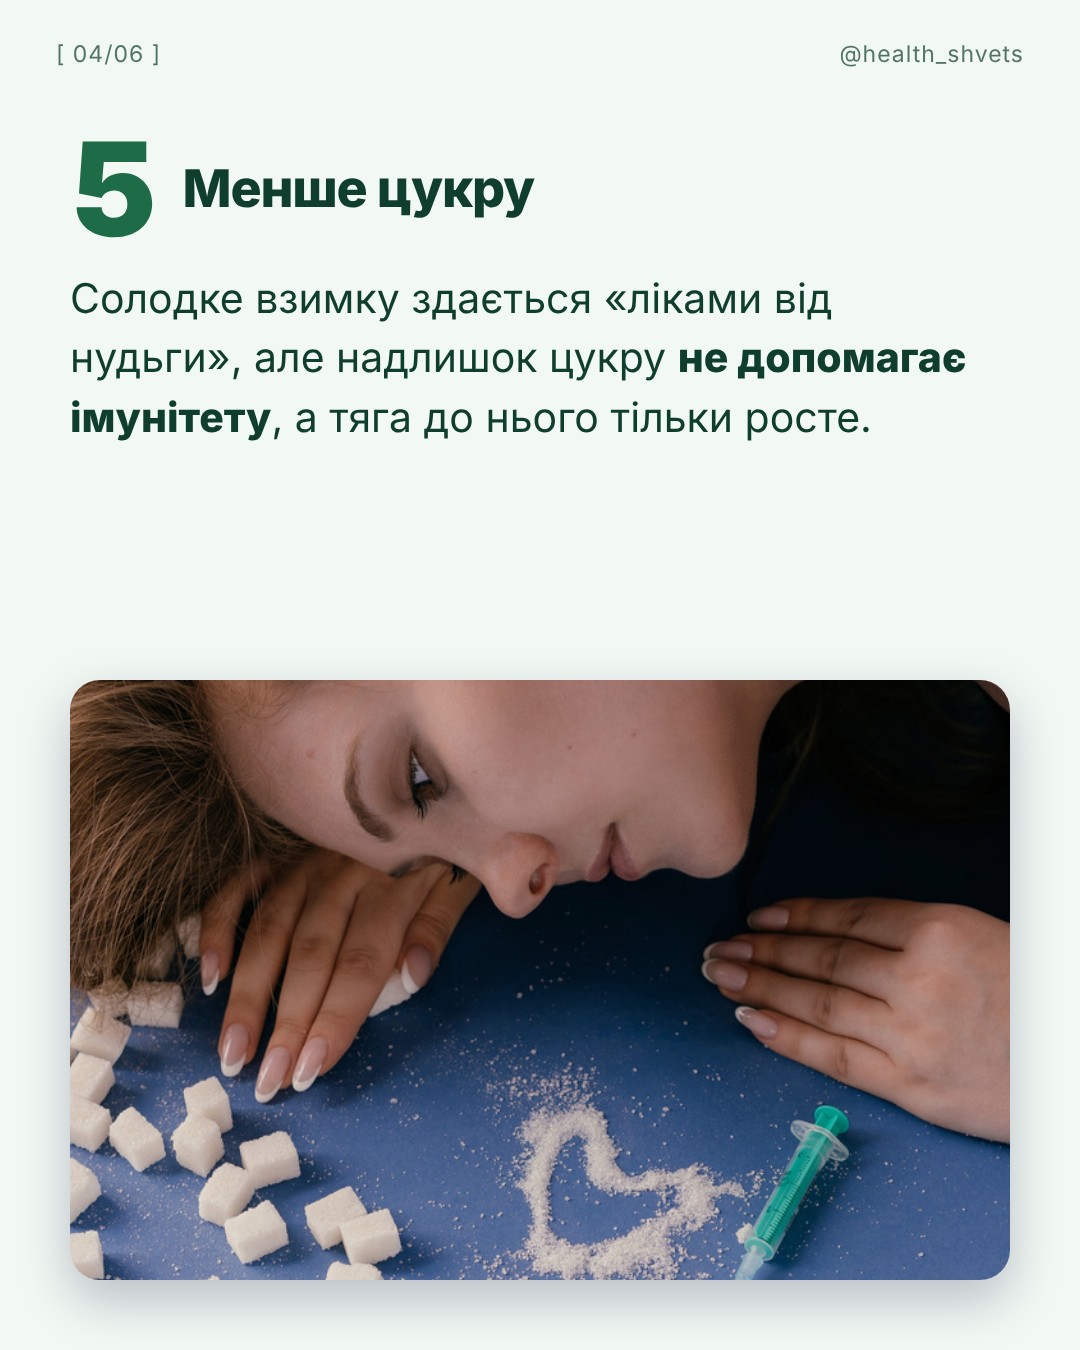 [ 04/06 ]
@health_shvets
5 Менше цукру
Солодке взимку здається «ліками від
нудьги», але надлишок цукру не допомагає
імунітету, а тяга до нього тільки росте.